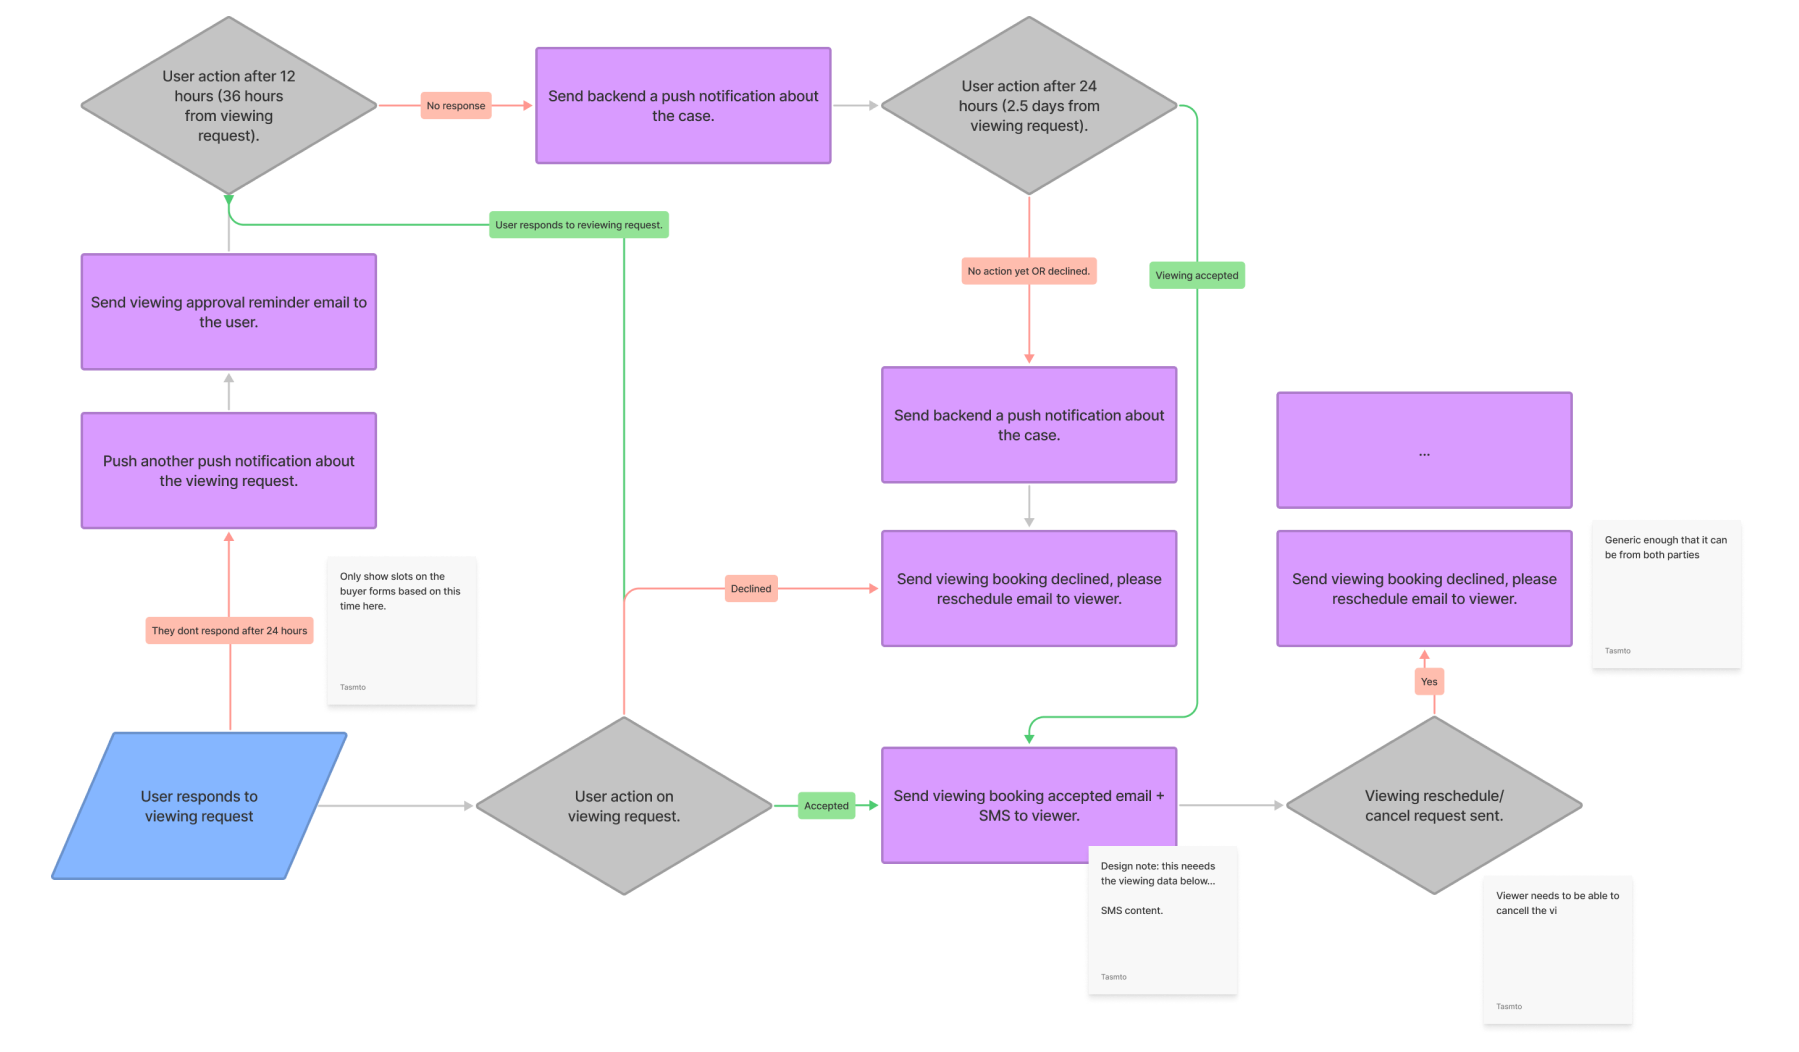 User action after 12
hours (36 hours
from viewing
request).
No response
Send backend a push notification about
the case.
User action after 24
hours (2.5 days from
viewing request).
User responds to reviewing request.
No action yet OR declined.
Viewing accepted
Send viewing approval reminder email to
the user.
Send backend a push notification about
the case.
...
Push another push notification about
the viewing request.
Only show slots on the
buyer forms based on this
time here.
Tasmto
Declined
Send viewing booking declined, please
reschedule email to viewer.
Send viewing booking declined, please
reschedule email to viewer.
Generic enough that it can
be from both parties
Tasmto
They dont respond after 24 hours
Yes
User responds to
viewing request
User action on
viewing request.
Accepted
Send viewing booking accepted email +
SMS to viewer.
Viewing reschedule/
cancel request sent.
Design note: this neeeds
the viewing data below...
SMS content.
Tasmto
Viewer needs to be able to
cancell the vi
Tasmto